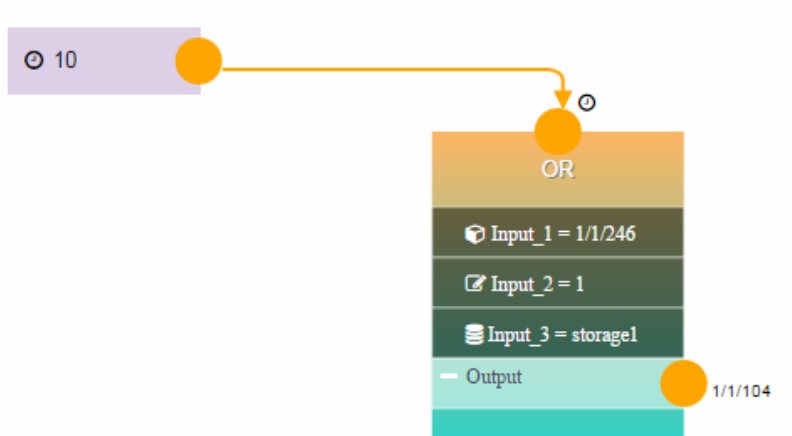 10
OR
Input_1 = 1/1/246
Input_2 = 1
Input_3 = storage1
Output
1/1/104